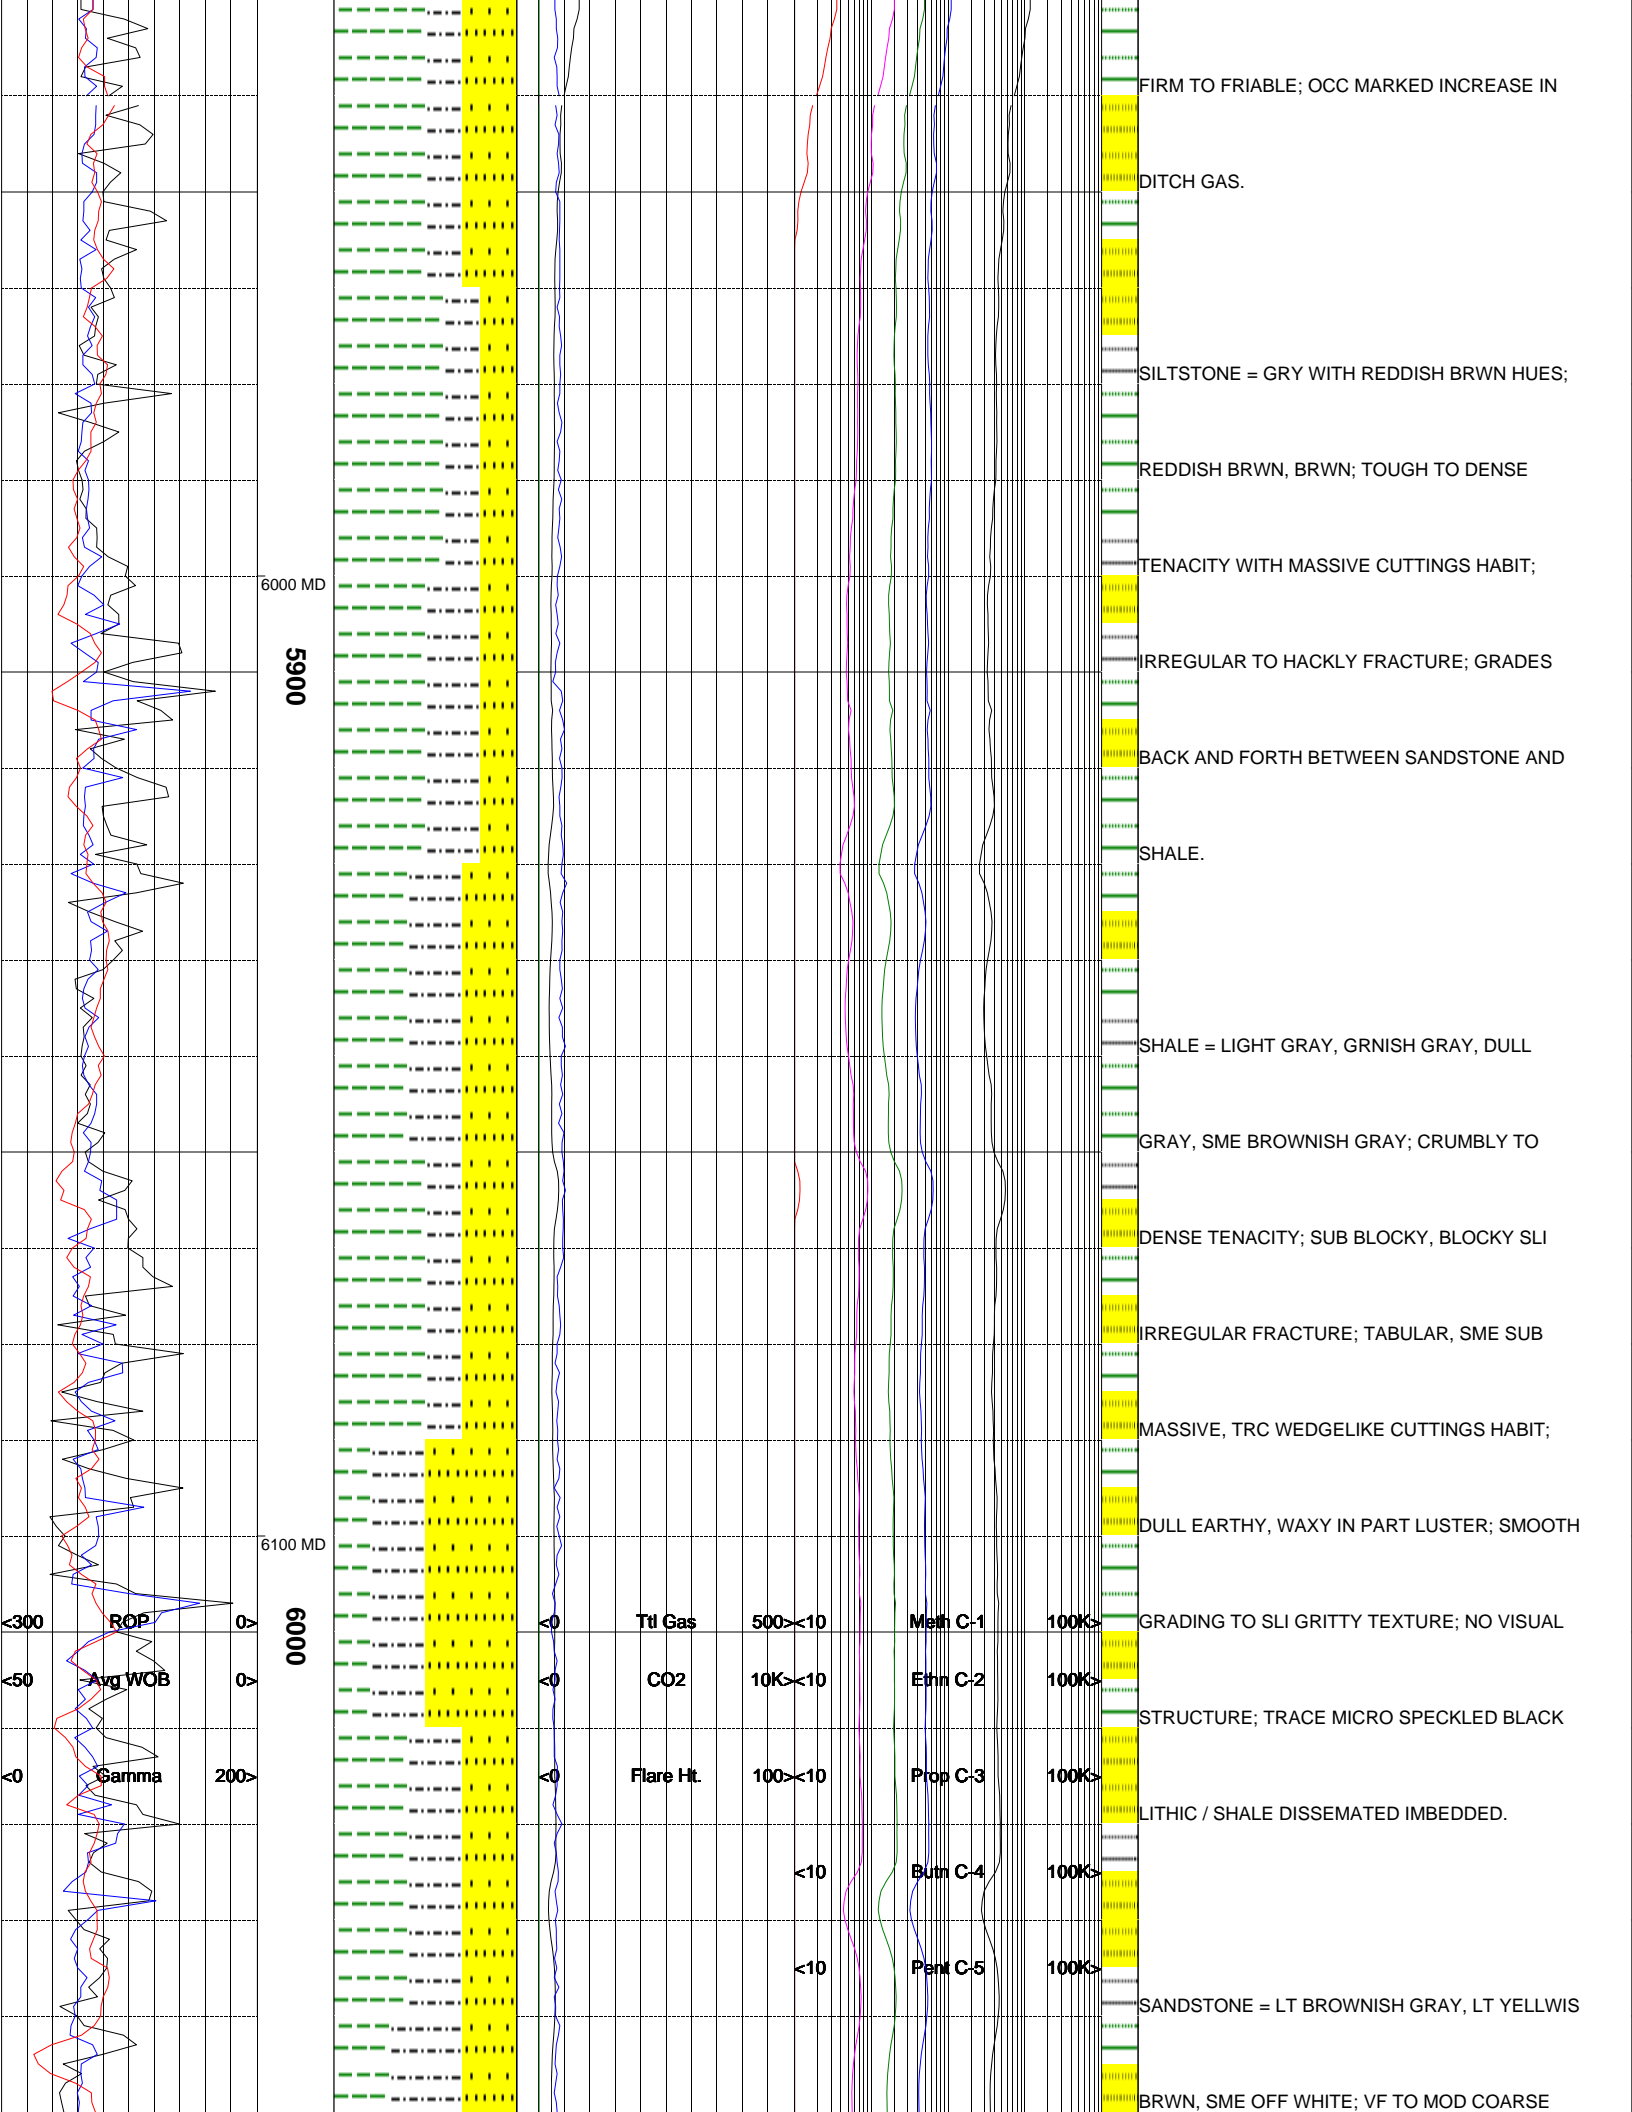 FIRM TO FRIABLE; OCC MARKED INCREASE IN
DITCH GAS.
SILTSTONE = GRY WITH REDDISH BRWN HUES;
REDDISH BRWN, BRWN; TOUGH TO DENSE
TENACITY WITH MASSIVE CUTTINGS HABIT;
6000 MD
5900
IRREGULAR TO HACKLY FRACTURE; GRADES
BACK AND FORTH BETWEEN SANDSTONE AND
SHALE.
SHALE = LIGHT GRAY, GRNISH GRAY, DULL
GRAY, SME BROWNISH GRAY; CRUMBLY TO
DENSE TENACITY; SUB BLOCKY, BLOCKY SLI
IRREGULAR FRACTURE; TABULAR, SME SUB
MASSIVE, TRC WEDGELIKE CUTTINGS HABIT;
DULL EARTHY, WAXY IN PART LUSTER; SMOOTH
6100 MD
6000
<300 ROP 0> <0 Ttl Gas 500><10 Meth C-1 100K>
GRADING TO SLI GRITTY TEXTURE; NO VISUAL
<50 Avg WOB 0> <0 CO2 10K><10 Ethn C-2 100K>
STRUCTURE; TRACE MICRO SPECKLED BLACK
<0 Gamma 200> <0 Flare Ht. 100><10 Prop C-3 100K>
LITHIC / SHALE DISSEMATED IMBEDDED.
<10 Butn C-4 100K>
<10 Pent C-5 100K>
SANDSTONE = LT BROWNISH GRAY, LT YELLWIS
BRWN, SME OFF WHITE; VF TO MOD COARSE